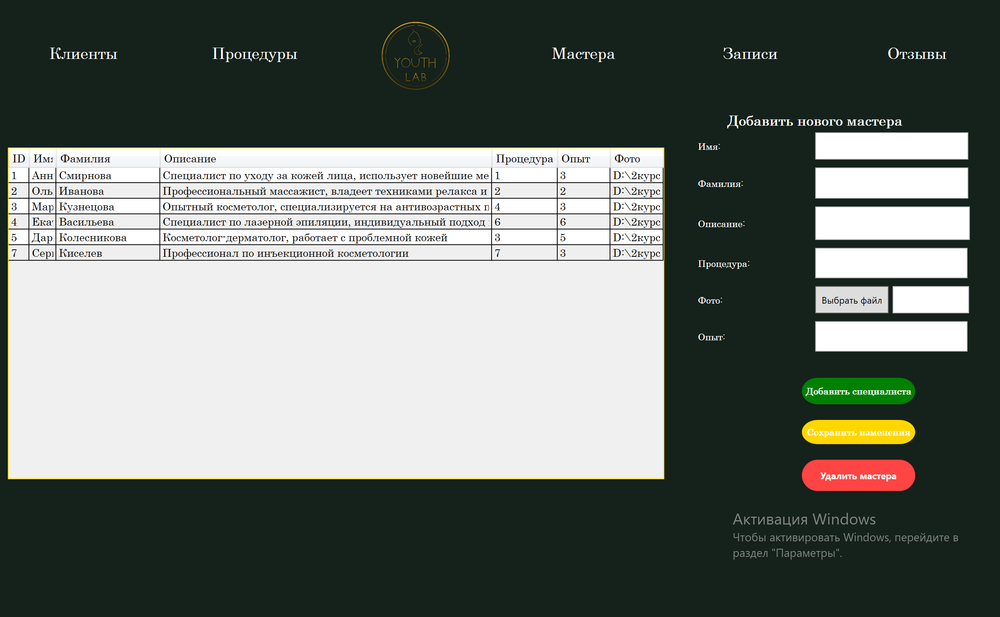 Клиенты Процедуры YOUTH LAB Мастера Записи Отзывы
Добавить нового мастера
ID Имя Фамилия Описание Процедура Опыт Фото
1 Анн Смирнова Специалист по уходу за кожей лица, использует новейшие ме 1 3 D:\2курс
2 Оль Иванова Профессиональный массажист, владеет техниками релакса и 2 2 D:\2курс
3 Мар Кузнецова Опытный косметолог, специализируется на антивозрастных п 4 3 D:\2курс
4 Екат Васильева Специалист по лазерной эпиляции, индивидуальный подход 6 6 D:\2курс
5 Дар Колесникова Косметолог-дерматолог, работает с проблемной кожей 3 5 D:\2курс
7 Сер Киселев Профессионал по инъекционной косметологии 7 3 D:\2курс
Имя:
Фамилия:
Описание:
Процедура:
Фото: Выбрать файл
Опыт:
Добавить специалиста
Сохранить изменения
Удалить мастера
Активация Windows
Чтобы активировать Windows, перейдите в
раздел "Параметры".